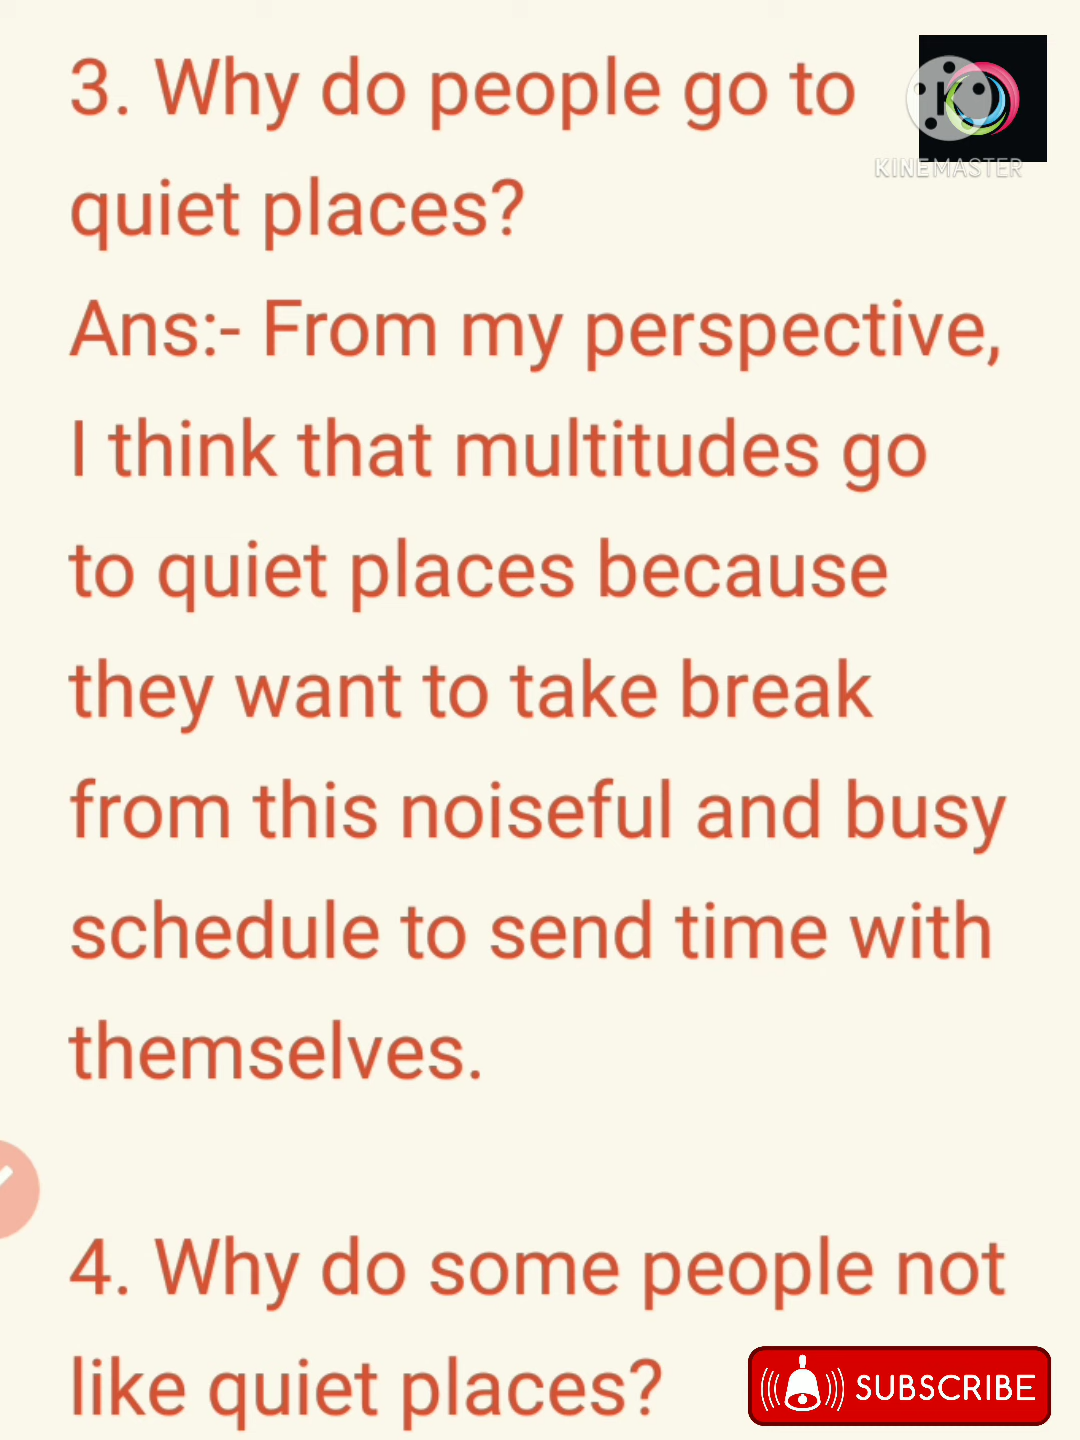 3. Why do people go to
quiet places?
Ans:- From my perspective,
I think that multitudes go
to quiet places because
they want to take break
from this noiseful and busy
schedule to send time with
themselves.
4. Why do some people not
like quiet places?
K
KINEMASTER
SUBSCRIBE